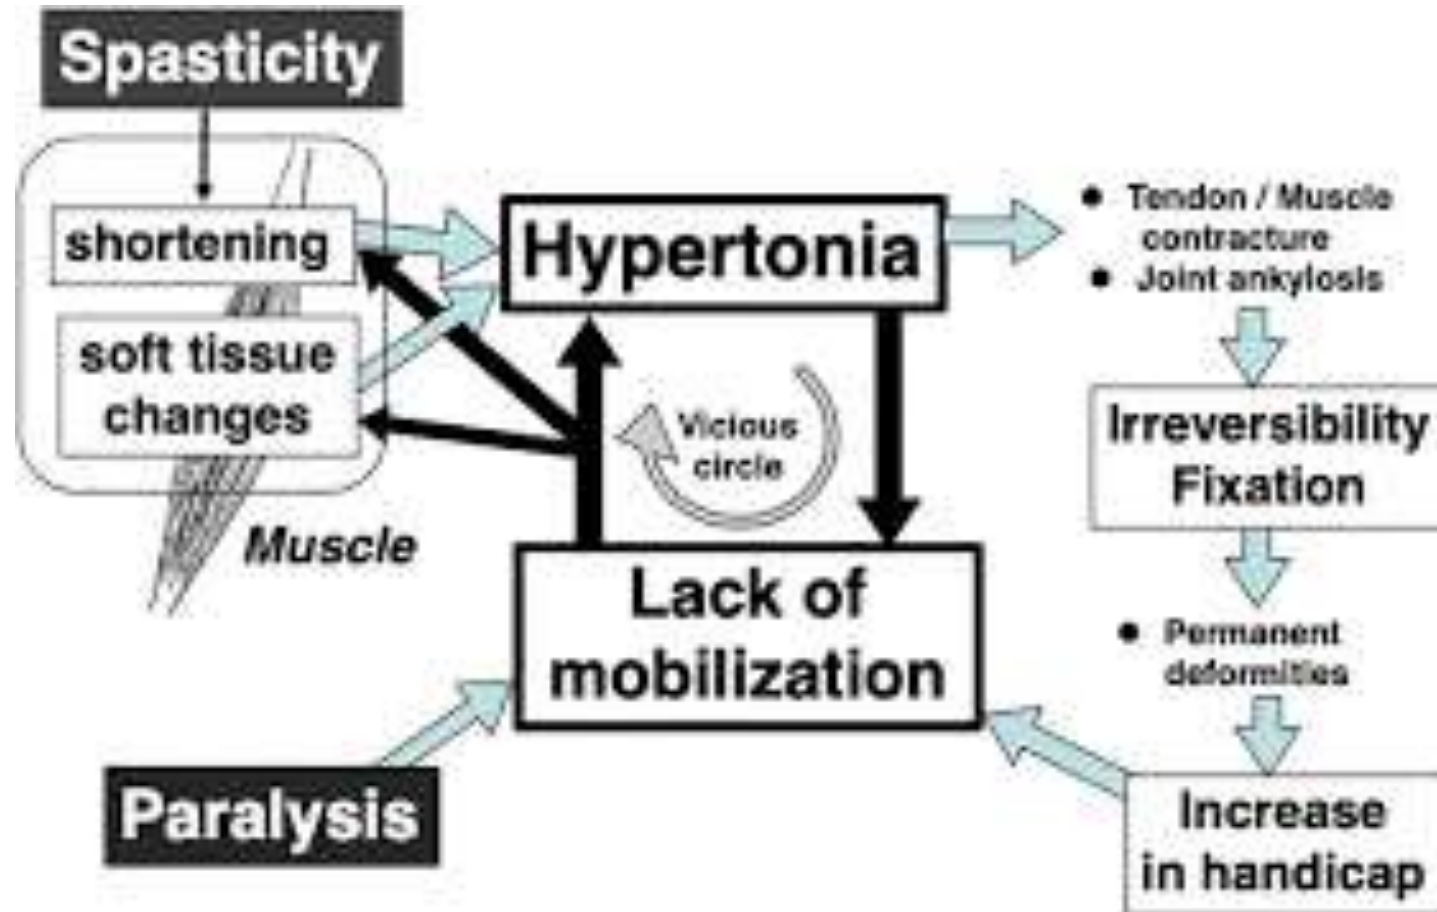 Spasticity
shortening
soft tissue
changes
Muscle
Hypertonia
Vicious
circle
Lack of
mobilization
Paralysis
● Tendon / Muscle
contracture
● Joint ankylosis
Irreversibility
Fixation
● Permanent
deformities
Increase
in handicap